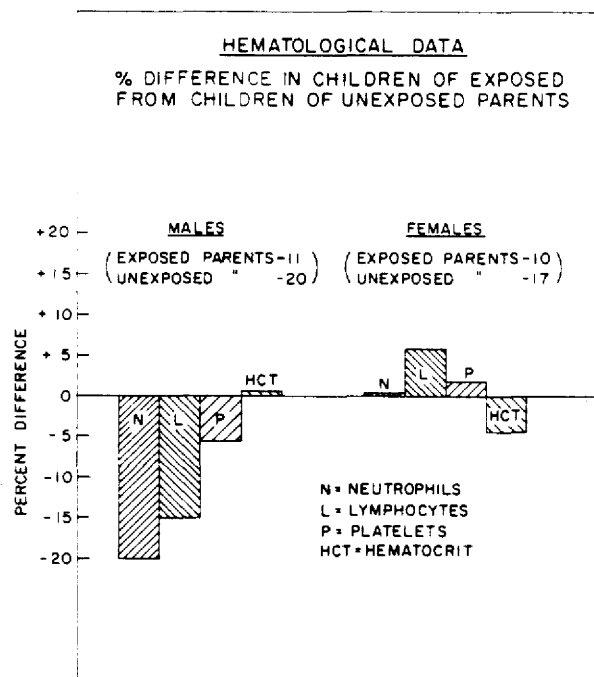 HEMATOLOGICAL DATA
% DIFFERENCE IN CHILDREN OF EXPOSED
FROM CHILDREN OF UNEXPOSED PARENTS
MALES
(EXPOSED PARENTS-11
UNEXPOSED " -20)
FEMALES
(EXPOSED PARENTS-10
UNEXPOSED " -17)
PERCENT DIFFERENCE
+20
+15
+10
+5
0
-5
-10
-15
-20
N
L
P
HCT
N
L
P
HCT
N = NEUTROPHILS
L = LYMPHOCYTES
P = PLATELETS
HCT = HEMATOCRIT